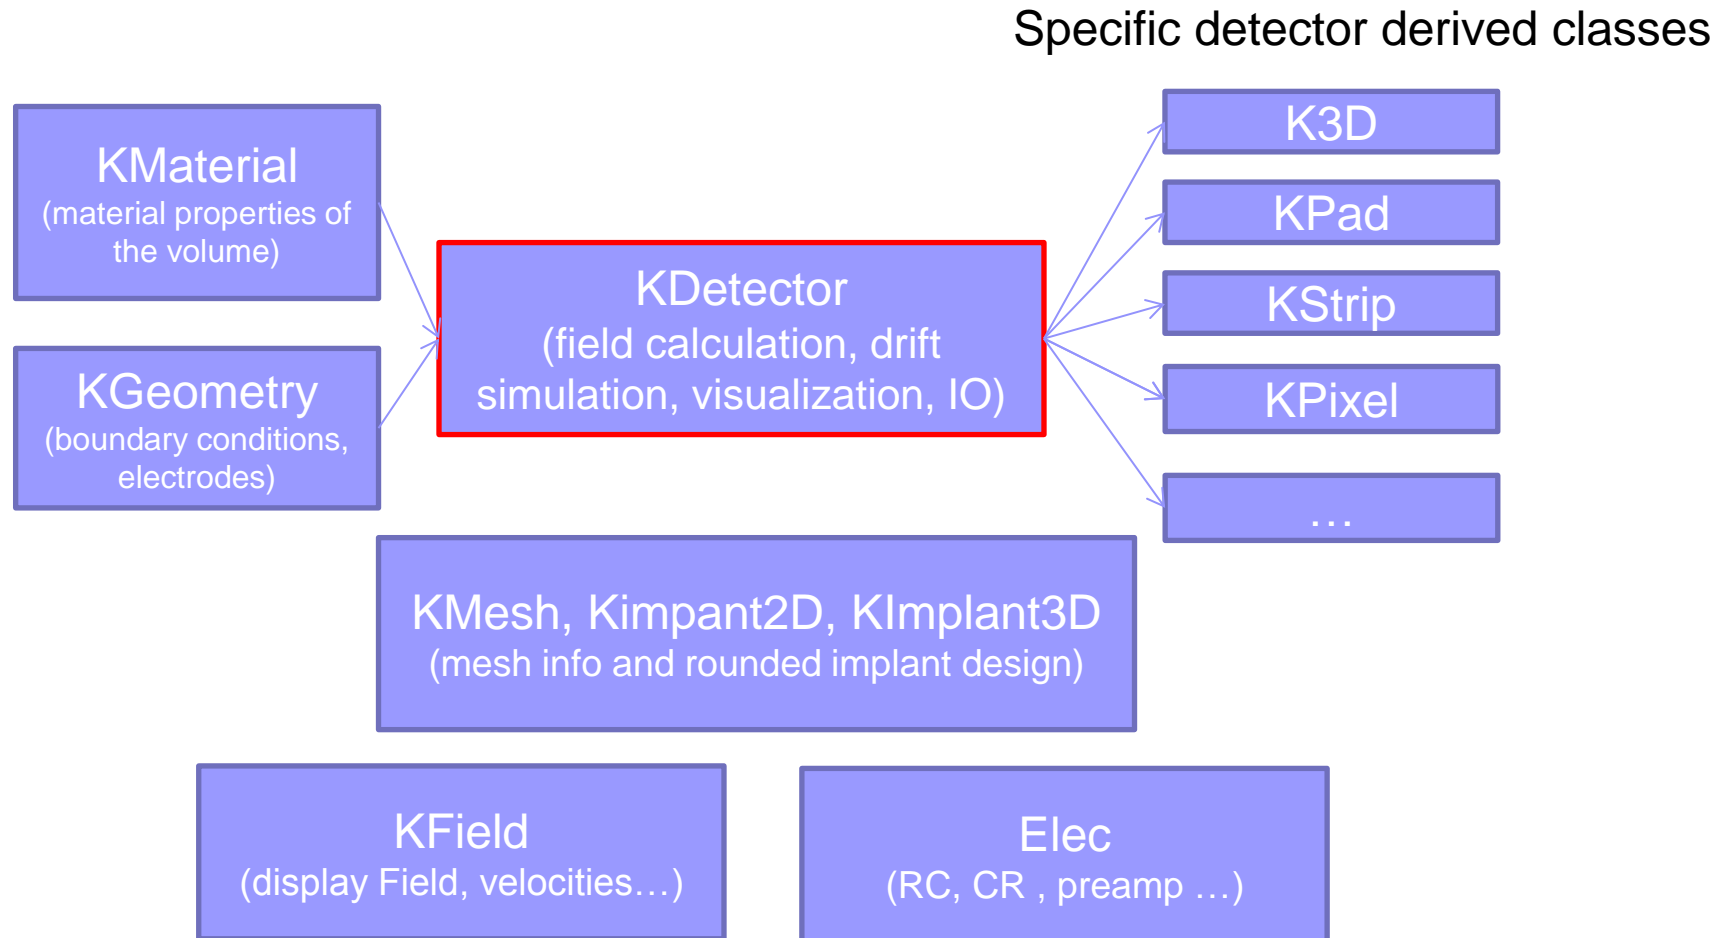 Specific detector derived classes
KMaterial
(material properties of
the volume)
KGeometry
(boundary conditions,
electrodes)
KDetector
(field calculation, drift
simulation, visualization, IO)
K3D
KPad
KStrip
KPixel
…
KMesh, Kimpant2D, KImplant3D
(mesh info and rounded implant design)
KField
(display Field, velocities…)
Elec
(RC, CR , preamp …)